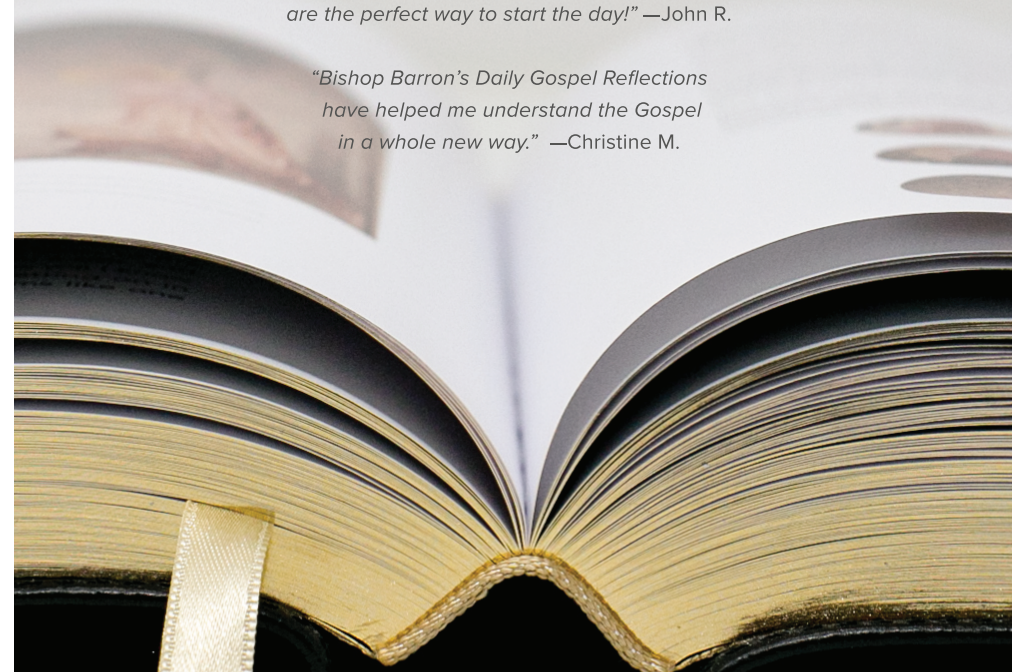 are the perfect way to start the day!” —John R.
“Bishop Barron’s Daily Gospel Reflections
have helped me understand the Gospel
in a whole new way.” —Christine M.